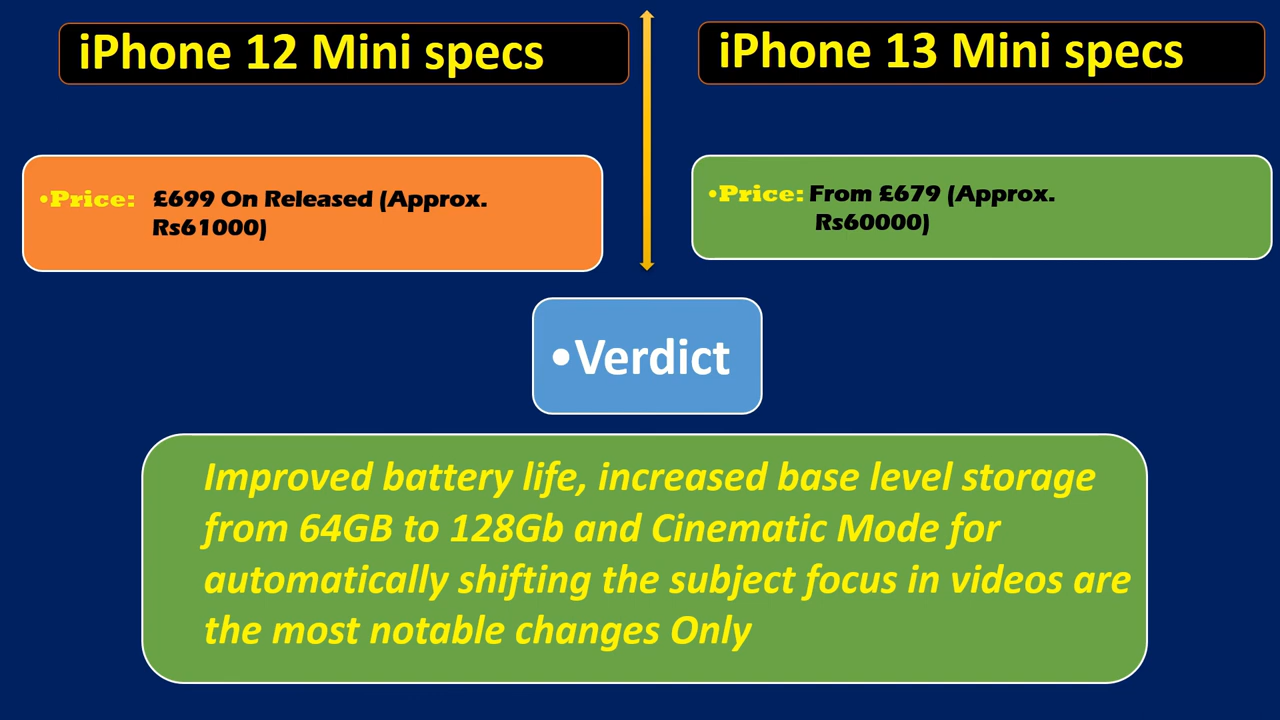 iPhone 12 Mini specs
iPhone 13 Mini specs
•Price: £699 On Released (Approx.
Rs61000)
•Price: From £679 (Approx.
Rs60000)
•Verdict
Improved battery life, increased base level storage
from 64GB to 128Gb and Cinematic Mode for
automatically shifting the subject focus in videos are
the most notable changes Only